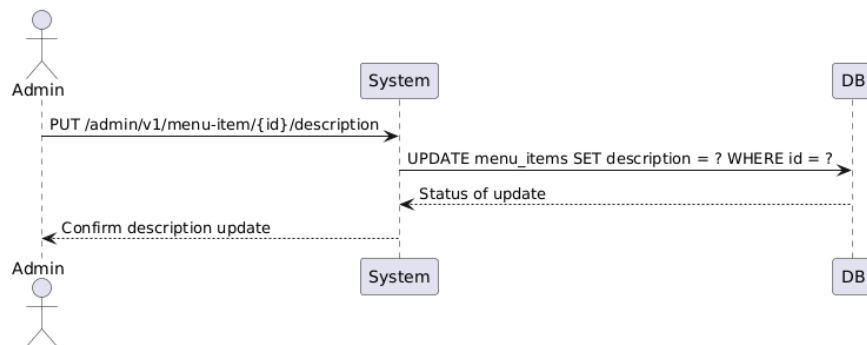 Admin
System
DB
PUT /admin/v1/menu-item/{id}/description
UPDATE menu_items SET description = ? WHERE id = ?
Status of update
Confirm description update
Admin
System
DB